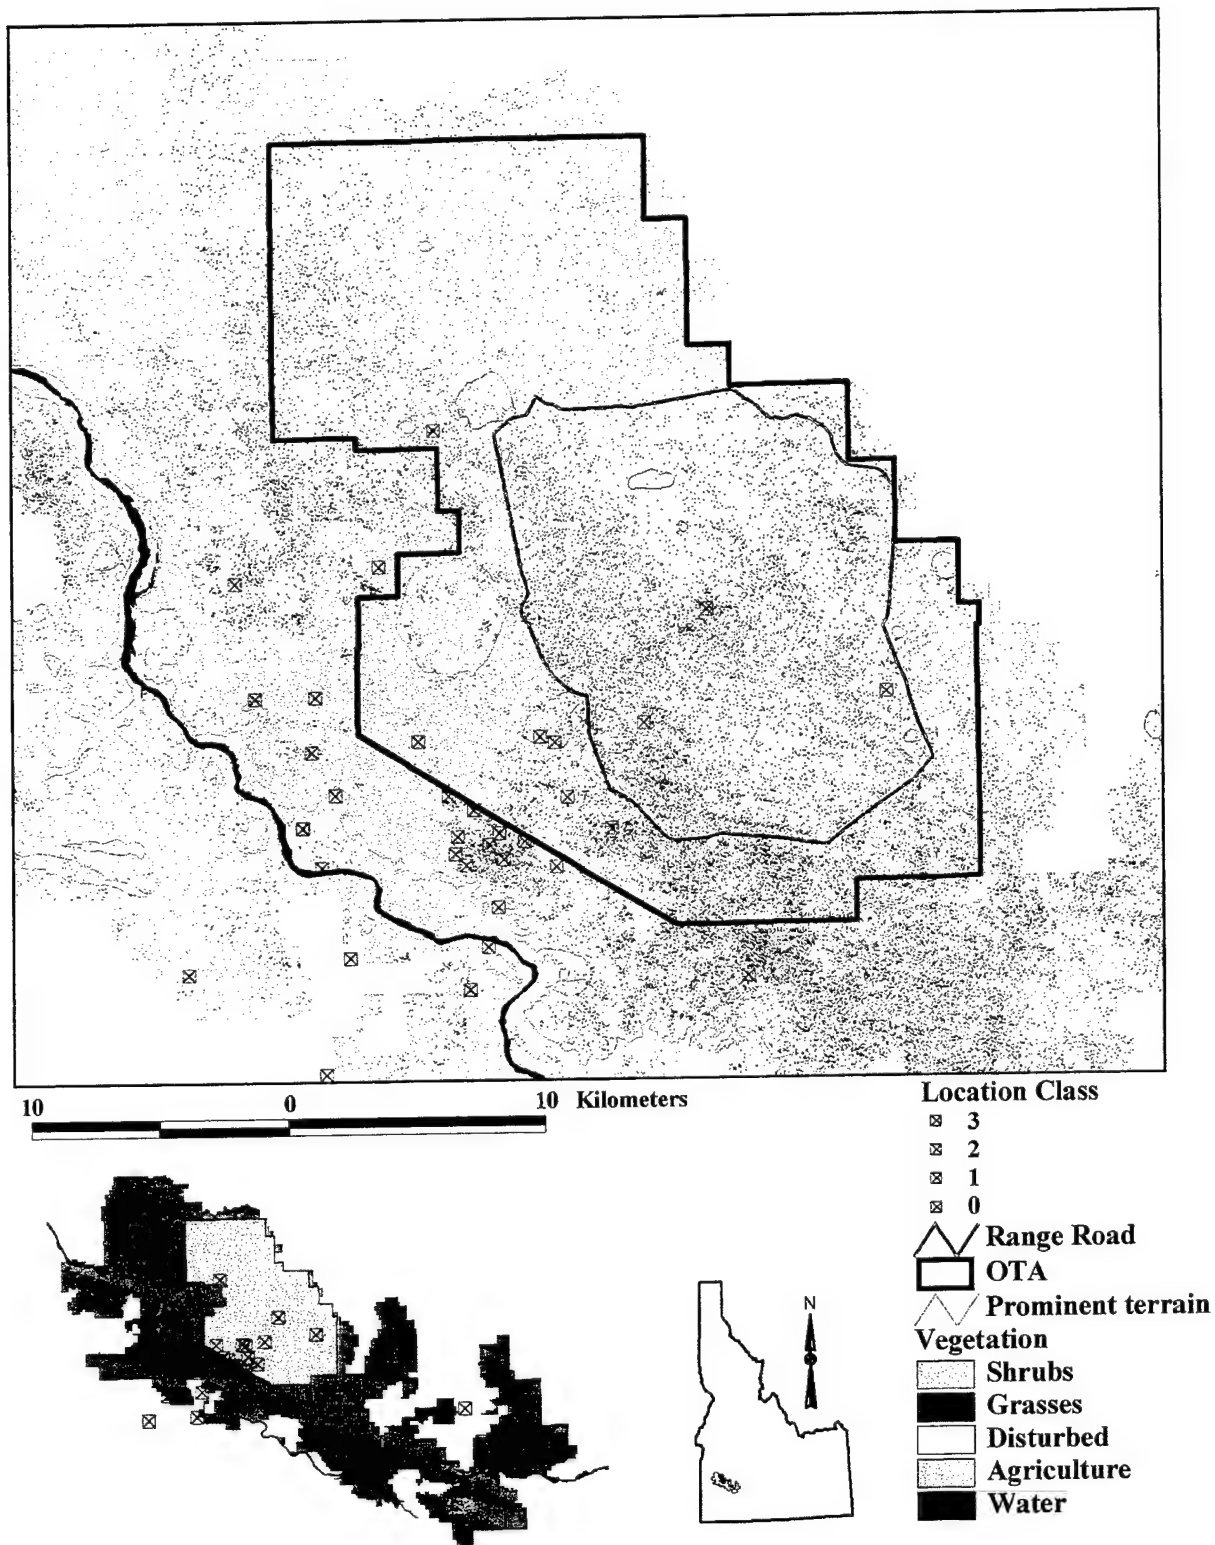 10 0 10 Kilometers
Location Class
3
2
1
0
Range Road
OTA
Prominent terrain
Vegetation
Shrubs
Grasses
Disturbed
Agriculture
Water
N